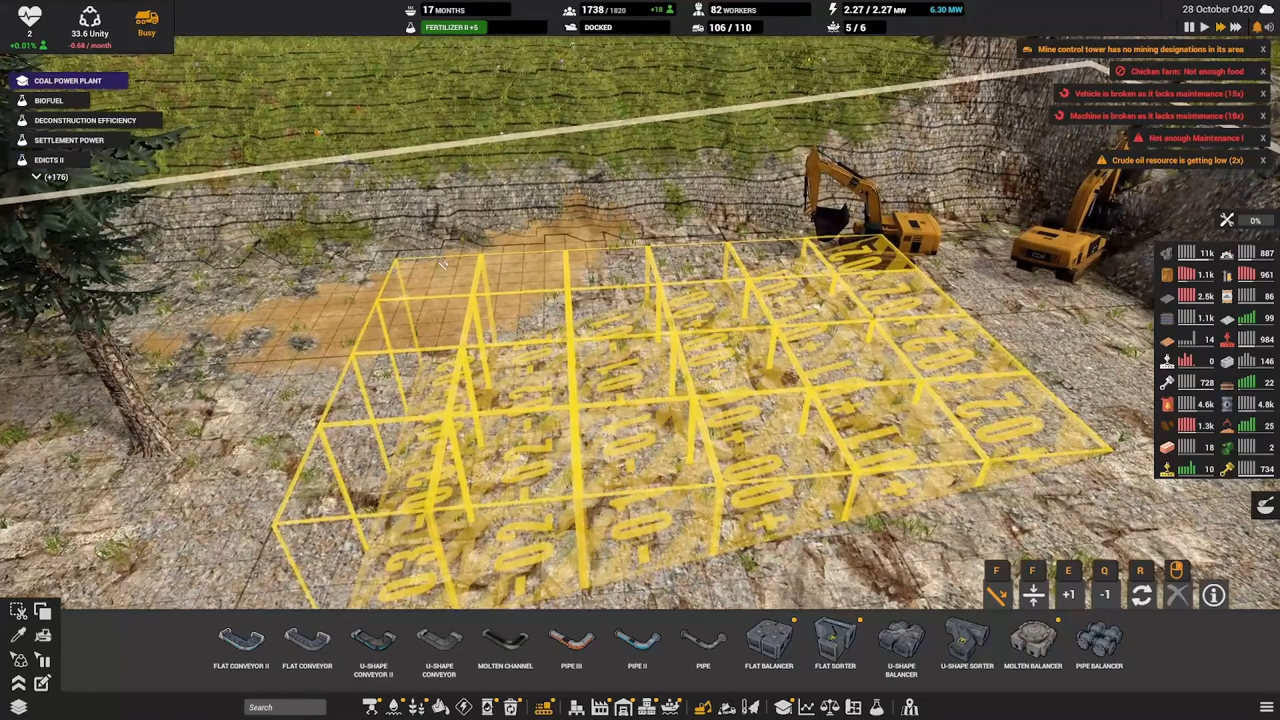 17 MONTHS
1738 / 1820
+18
82 WORKERS
2.27 / 2.27 MW
6.30 MW
28 October 0420
2
33.6 Unity
Busy
+0.01%
-0.68 / month
FERTILIZER II +5
DOCKED
106 / 110
5 / 6
Mine control tower has no mining designations in its area
X
Chicken farm: Not enough food
X
Vehicle is broken as it lacks maintenance (15x)
X
Machine is broken as it lacks maintenance (19x)
X
Not enough Maintenance I
X
Crude oil resource is getting low (2x)
X
COAL POWER PLANT
BIOFUEL
DECONSTRUCTION EFFICIENCY
SETTLEMENT POWER
EDICTS II
(+176)
0%
11k
887
1.1k
961
2.5k
86
1.1k
99
14
984
0
146
728
22
4.6k
4.8k
1.3k
25
18
2
10
734
F
F
E
Q
R
+1
-1
FLAT CONVEYOR II
FLAT CONVEYOR
U-SHAPE CONVEYOR II
U-SHAPE CONVEYOR
MOLTEN CHANNEL
PIPE III
PIPE II
PIPE
FLAT BALANCER
FLAT SORTER
U-SHAPE BALANCER
U-SHAPE SORTER
MOLTEN BALANCER
PIPE BALANCER
Search